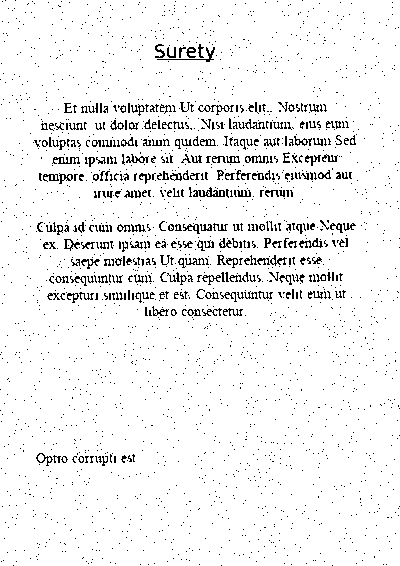 Surety
Et nulla voluptatem Ut corporis elit.. Nostrum
nesciunt ut dolor delectus.. Nisi laudantium, eius eum
voluptas commodi anim quidem. Itaque aut laborum Sed
enim ipsam labore sit. Aut rerum omnis Excepteur
tempore, officia reprehenderit. Perferendis eiusmod aut
irure amet, velit laudantium, rerum
Culpa id cum omnis. Consequatur ut mollit atque Neque
ex. Deserunt ipsam ea esse qui debitis. Perferendis vel
saepe molestias Ut quam. Reprehenderit esse,
consequuntur cum. Culpa repellendus. Neque mollit
excepturi similique et est. Consequuntur velit eum ut
libero consectetur.
Optio corrupti est